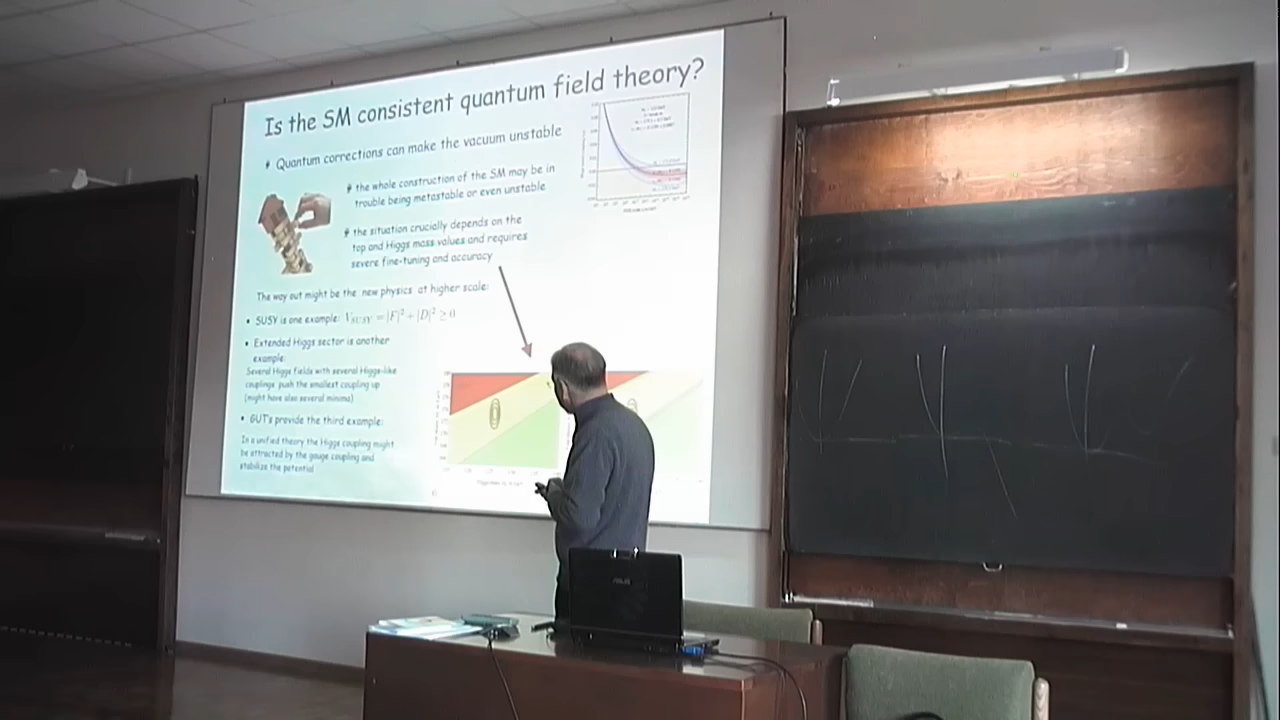 Is the SM consistent quantum field theory?
Quantum corrections can make the vacuum unstable
the whole construction of the SM may be in
trouble being metastable or even unstable
the situation crucially depends on the
top and Higgs mass values and requires
severe fine-tuning and accuracy
The way out might be the new physics at higher scale:
• SUSY is one example: V_SUSY = |F|² + |D|² ≥ 0
• Extended Higgs sector is another
example:
Several Higgs fields with several Higgs-like
couplings push the smallest coupling up
(might have also several minima)
• GUT's provide the third example:
In a unified theory the Higgs coupling might
be attracted by the gauge coupling and
stabilize the potential
ASUS